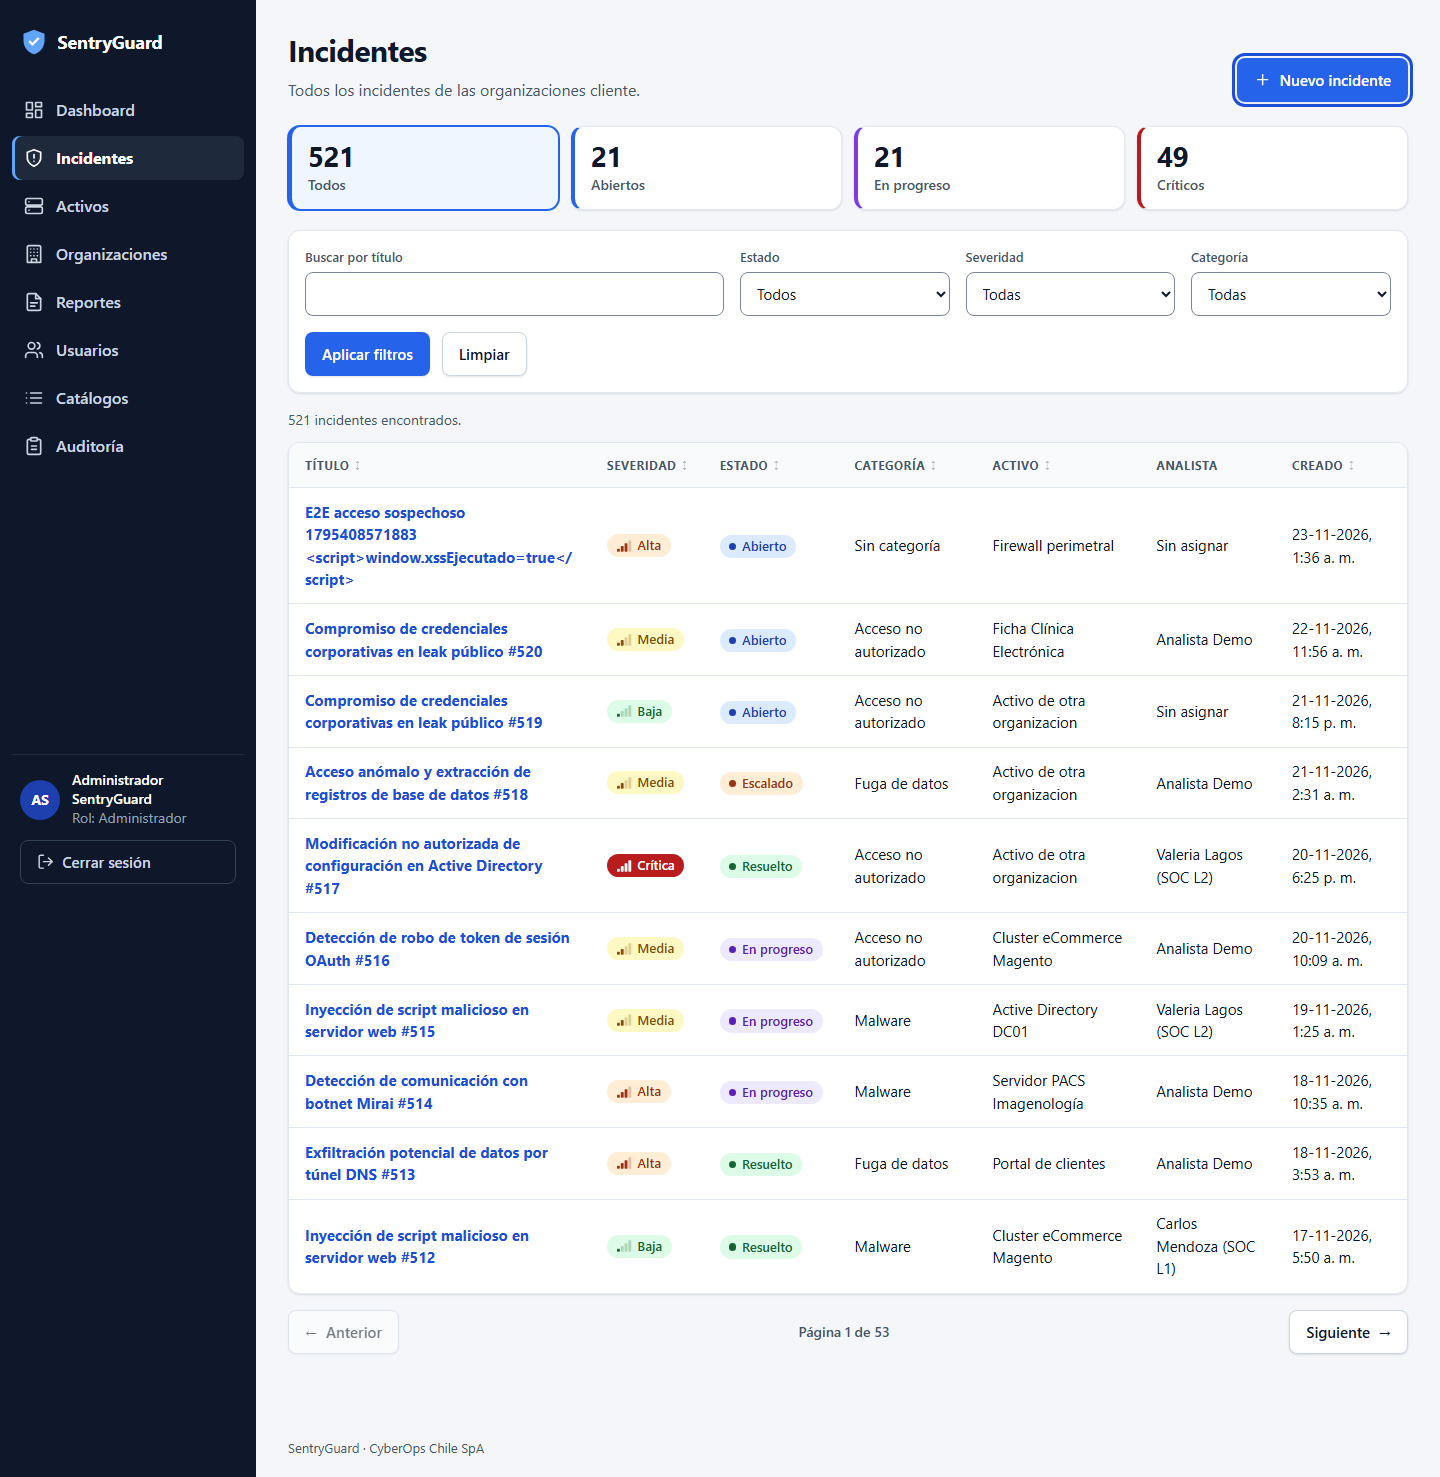 SentryGuard
Dashboard
Incidentes
Activos
Organizaciones
Reportes
Usuarios
Catálogos
Auditoría
AS
Administrador
SentryGuard
Rol: Administrador
Cerrar sesión
Incidentes
Todos los incidentes de las organizaciones cliente.
+ Nuevo incidente
521
Todos
21
Abiertos
21
En progreso
49
Críticos
Buscar por título
Estado
Severidad
Categoría
Todos
Todas
Todas
Aplicar filtros
Limpiar
521 incidentes encontrados.
TÍTULO ↕ SEVERIDAD ↕ ESTADO ↕ CATEGORÍA ↕ ACTIVO ↕ ANALISTA CREADO ↕
E2E acceso sospechoso
1795408571883
<script>window.xssEjecutado=true</
script>
Alta
Abierto
Sin categoría
Firewall perimetral
Sin asignar
23-11-2026,
1:36 a. m.
Compromiso de credenciales
corporativas en leak público #520
Media
Abierto
Acceso no
autorizado
Ficha Clínica
Electrónica
Analista Demo
22-11-2026,
11:56 a. m.
Compromiso de credenciales
corporativas en leak público #519
Baja
Abierto
Acceso no
autorizado
Activo de otra
organizacion
Sin asignar
21-11-2026,
8:15 p. m.
Acceso anómalo y extracción de
registros de base de datos #518
Media
Escalado
Fuga de datos
Activo de otra
organizacion
Analista Demo
21-11-2026,
2:31 a. m.
Modificación no autorizada de
configuración en Active Directory
#517
Crítica
Resuelto
Acceso no
autorizado
Activo de otra
organizacion
Valeria Lagos
(SOC L2)
20-11-2026,
6:25 p. m.
Detección de robo de token de sesión
OAuth #516
Media
En progreso
Acceso no
autorizado
Cluster eCommerce
Magento
Analista Demo
20-11-2026,
10:09 a. m.
Inyección de script malicioso en
servidor web #515
Media
En progreso
Malware
Active Directory
DC01
Valeria Lagos
(SOC L2)
19-11-2026,
1:25 a. m.
Detección de comunicación con
botnet Mirai #514
Alta
En progreso
Malware
Servidor PACS
Imagenología
Analista Demo
18-11-2026,
10:35 a. m.
Exfiltración potencial de datos por
túnel DNS #513
Alta
Resuelto
Fuga de datos
Portal de clientes
Analista Demo
18-11-2026,
3:53 a. m.
Inyección de script malicioso en
servidor web #512
Baja
Resuelto
Malware
Cluster eCommerce
Magento
Carlos
Mendoza (SOC
L1)
17-11-2026,
5:50 a. m.
← Anterior
Página 1 de 53
Siguiente →
SentryGuard · CyberOps Chile SpA